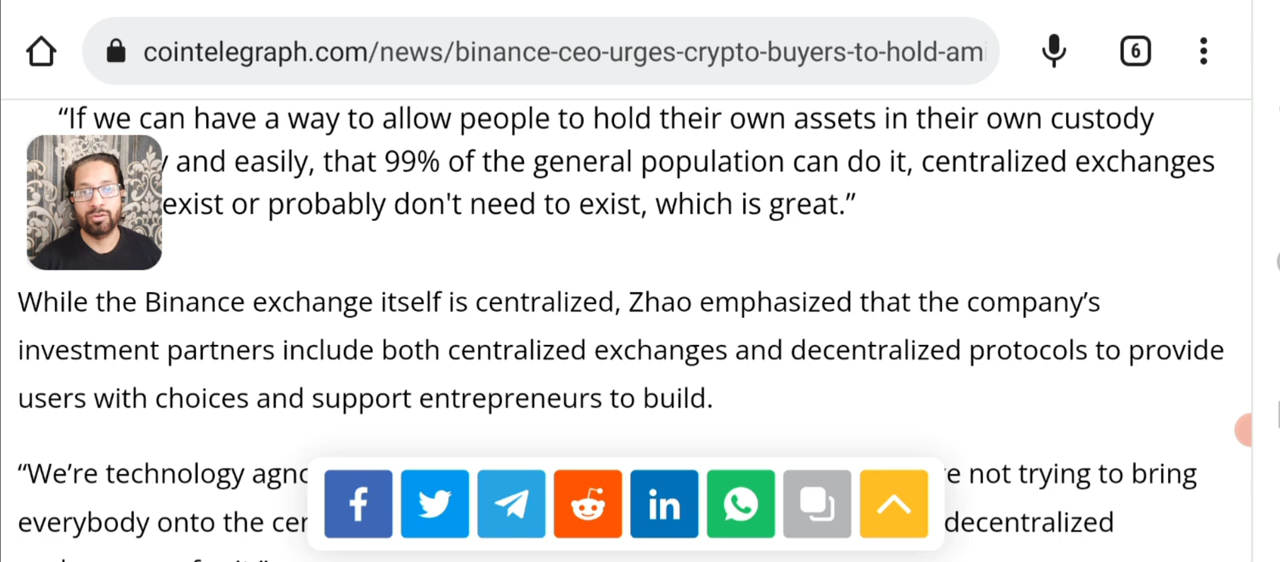 cointelegraph.com/news/binance-ceo-urges-crypto-buyers-to-hold-am
6
“If we can have a way to allow people to hold their own assets in their own custody
and easily, that 99% of the general population can do it, centralized exchanges
exist or probably don't need to exist, which is great.”
While the Binance exchange itself is centralized, Zhao emphasized that the company’s
investment partners include both centralized exchanges and decentralized protocols to provide
users with choices and support entrepreneurs to build.
“We’re technology agno not trying to bring
everybody onto the cer decentralized